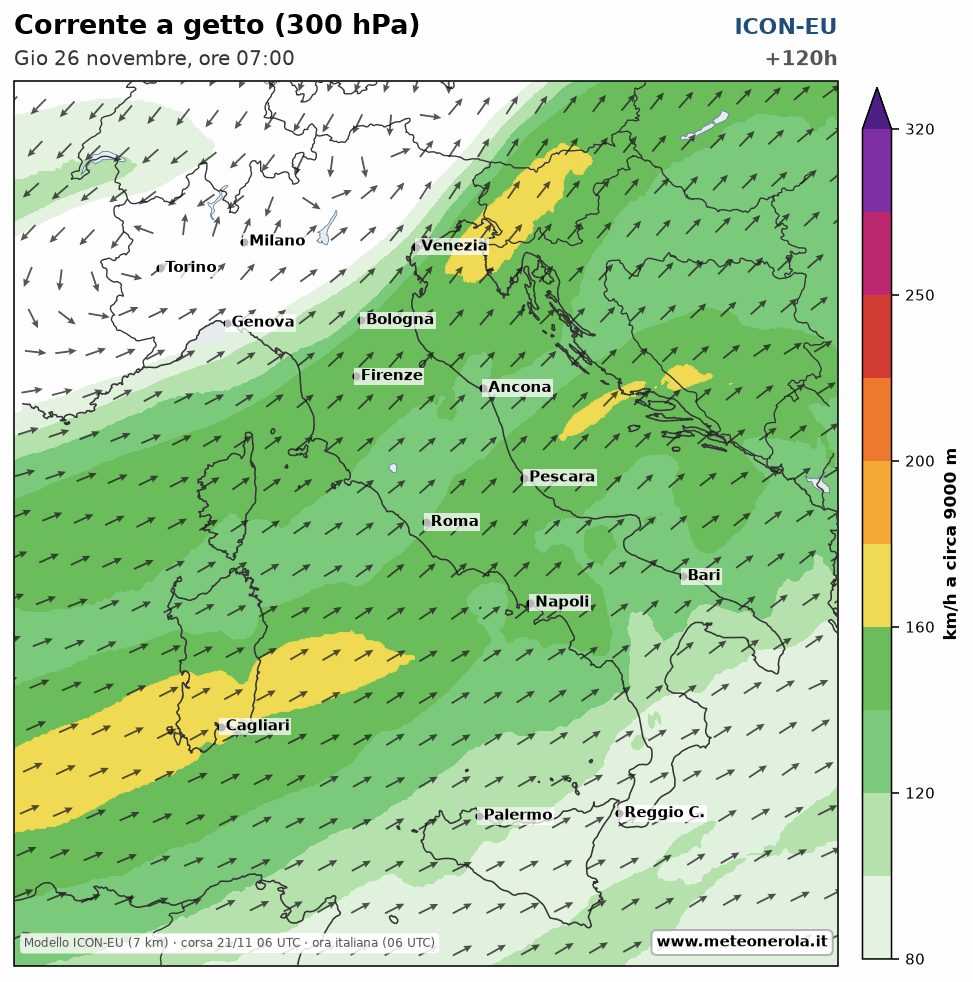 Corrente a getto (300 hPa)
ICON-EU
Gio 26 novembre, ore 07:00
+120h
Milano
Venezia
Torino
Genova
Bologna
Firenze
Ancona
Pescara
Roma
Bari
Napoli
Cagliari
Palermo
Reggio C.
Modello ICON-EU (7 km) · corsa 21/11 06 UTC · ora italiana (06 UTC)
www.meteonerola.it
320
250
200
160
120
80
km/h a circa 9000 m